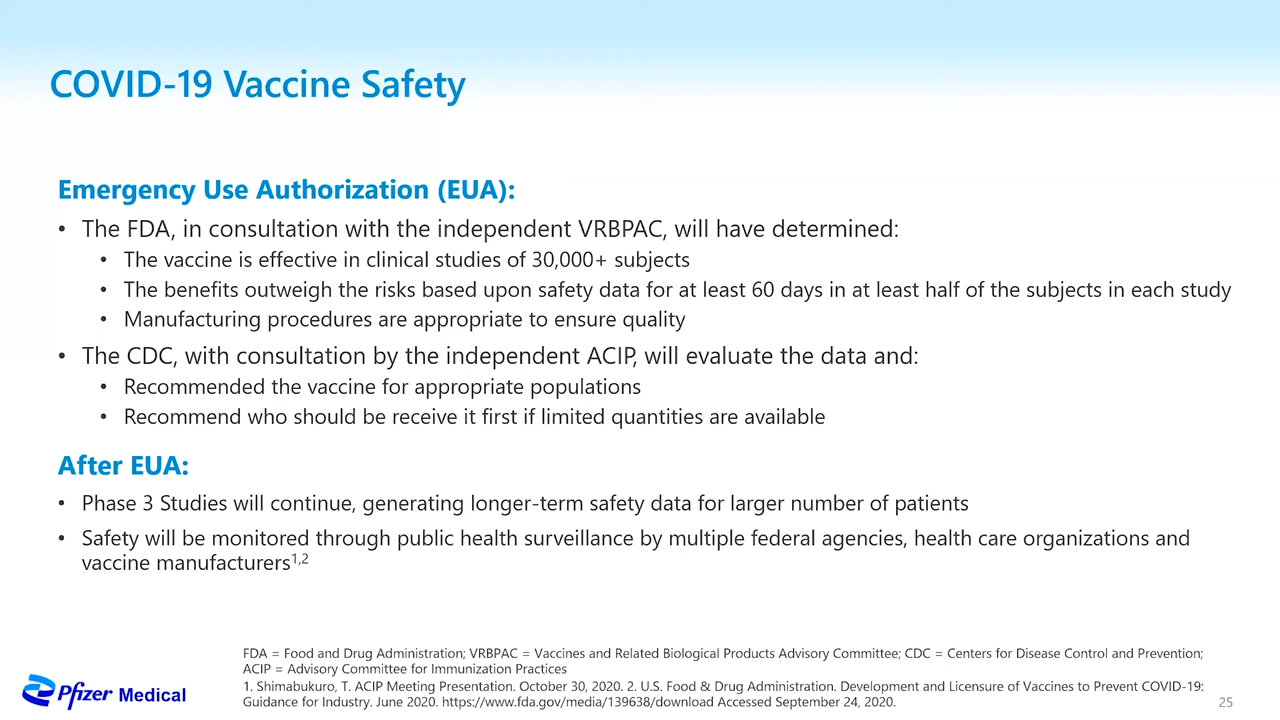 COVID-19 Vaccine Safety
Emergency Use Authorization (EUA):
• The FDA, in consultation with the independent VRBPAC, will have determined:
• The vaccine is effective in clinical studies of 30,000+ subjects
• The benefits outweigh the risks based upon safety data for at least 60 days in at least half of the subjects in each study
• Manufacturing procedures are appropriate to ensure quality
• The CDC, with consultation by the independent ACIP, will evaluate the data and:
• Recommended the vaccine for appropriate populations
• Recommend who should be receive it first if limited quantities are available
After EUA:
• Phase 3 Studies will continue, generating longer-term safety data for larger number of patients
• Safety will be monitored through public health surveillance by multiple federal agencies, health care organizations and
vaccine manufacturers1,2
FDA = Food and Drug Administration; VRBPAC = Vaccines and Related Biological Products Advisory Committee; CDC = Centers for Disease Control and Prevention;
ACIP = Advisory Committee for Immunization Practices
1. Shimabukuro, T. ACIP Meeting Presentation. October 30, 2020. 2. U.S. Food & Drug Administration. Development and Licensure of Vaccines to Prevent COVID-19:
Guidance for Industry. June 2020. https://www.fda.gov/media/139638/download Accessed September 24, 2020.
Pfizer Medical
25